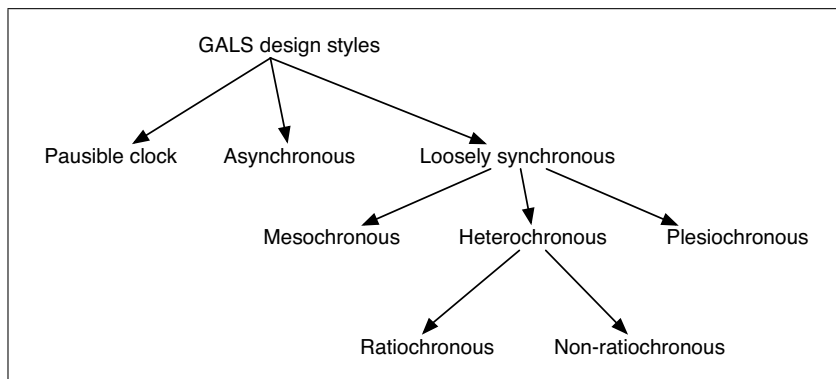 GALS design styles
Pausible clock Asynchronous Loosely synchronous
Mesochronous Heterochronous Plesiochronous
Ratiochronous Non-ratiochronous